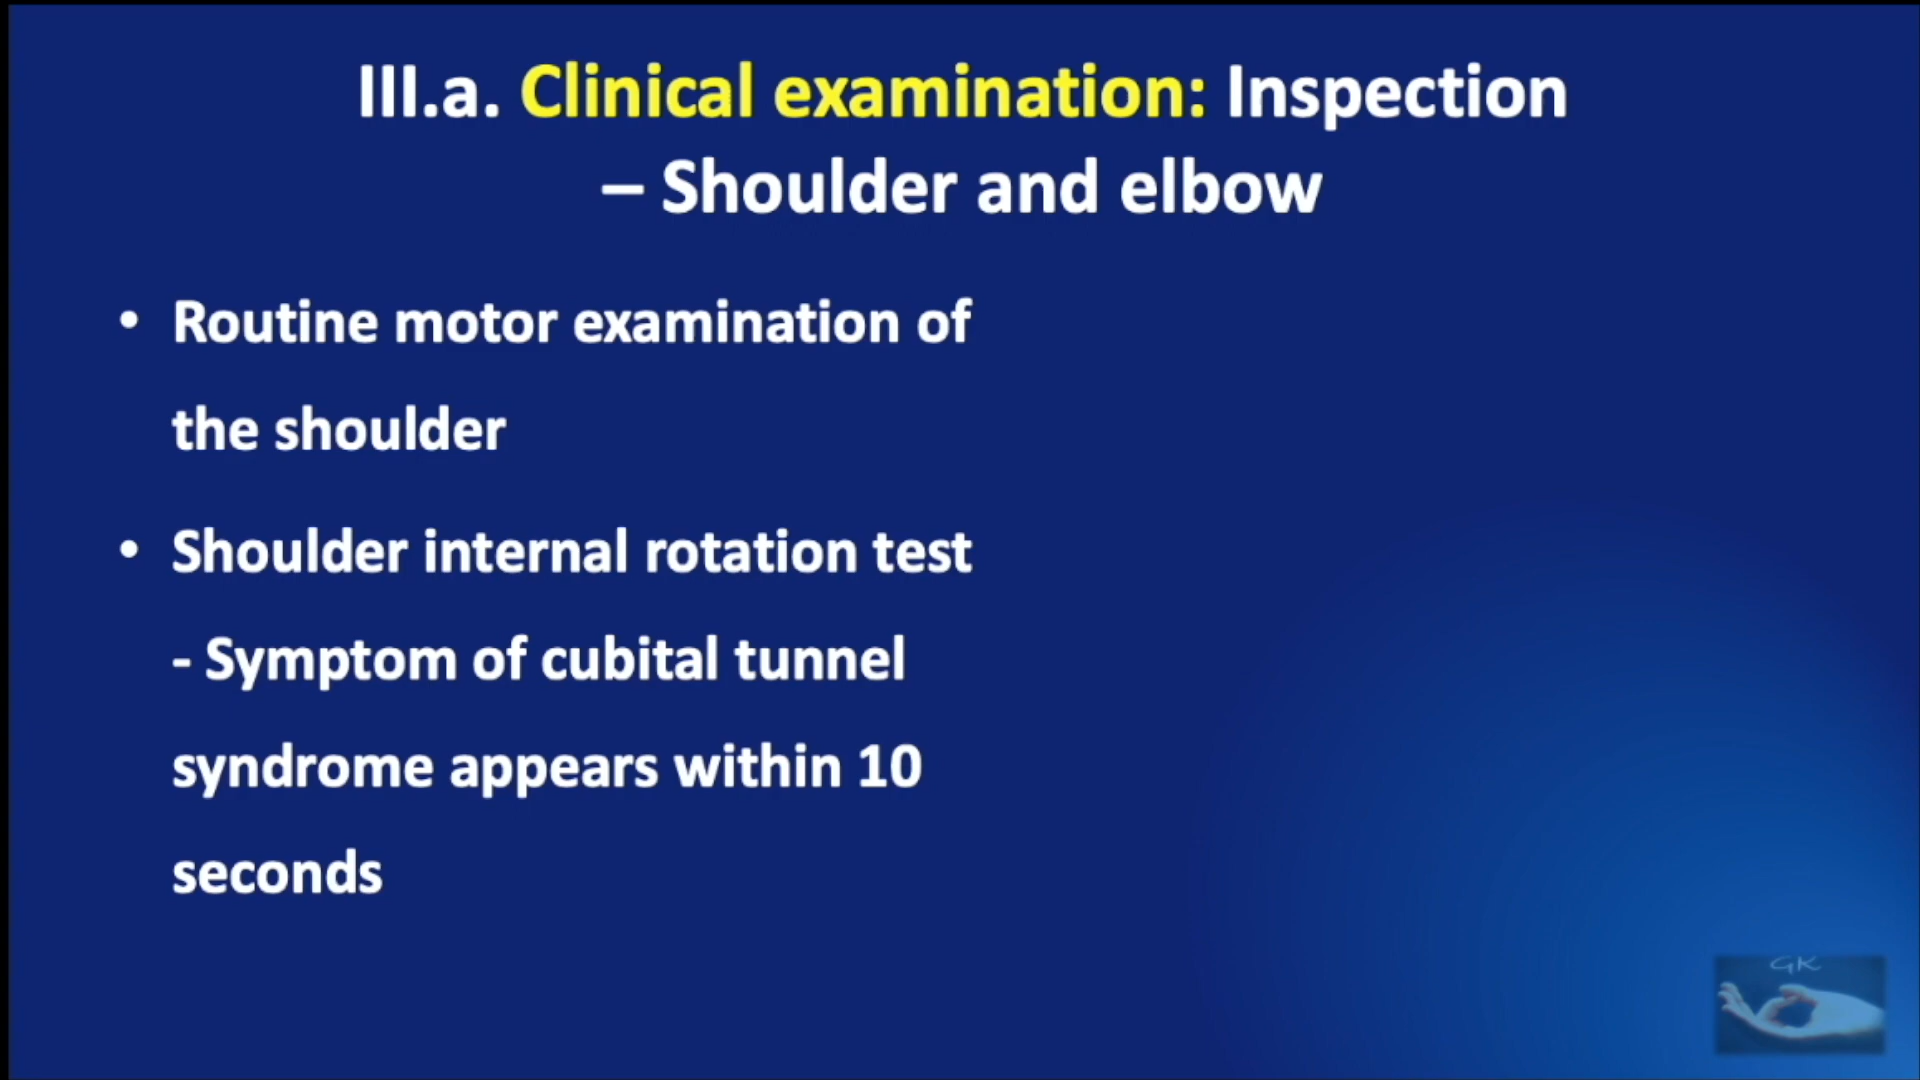 III.a. Clinical examination: Inspection
– Shoulder and elbow
• Routine motor examination of
the shoulder
• Shoulder internal rotation test
- Symptom of cubital tunnel
syndrome appears within 10
seconds
GK